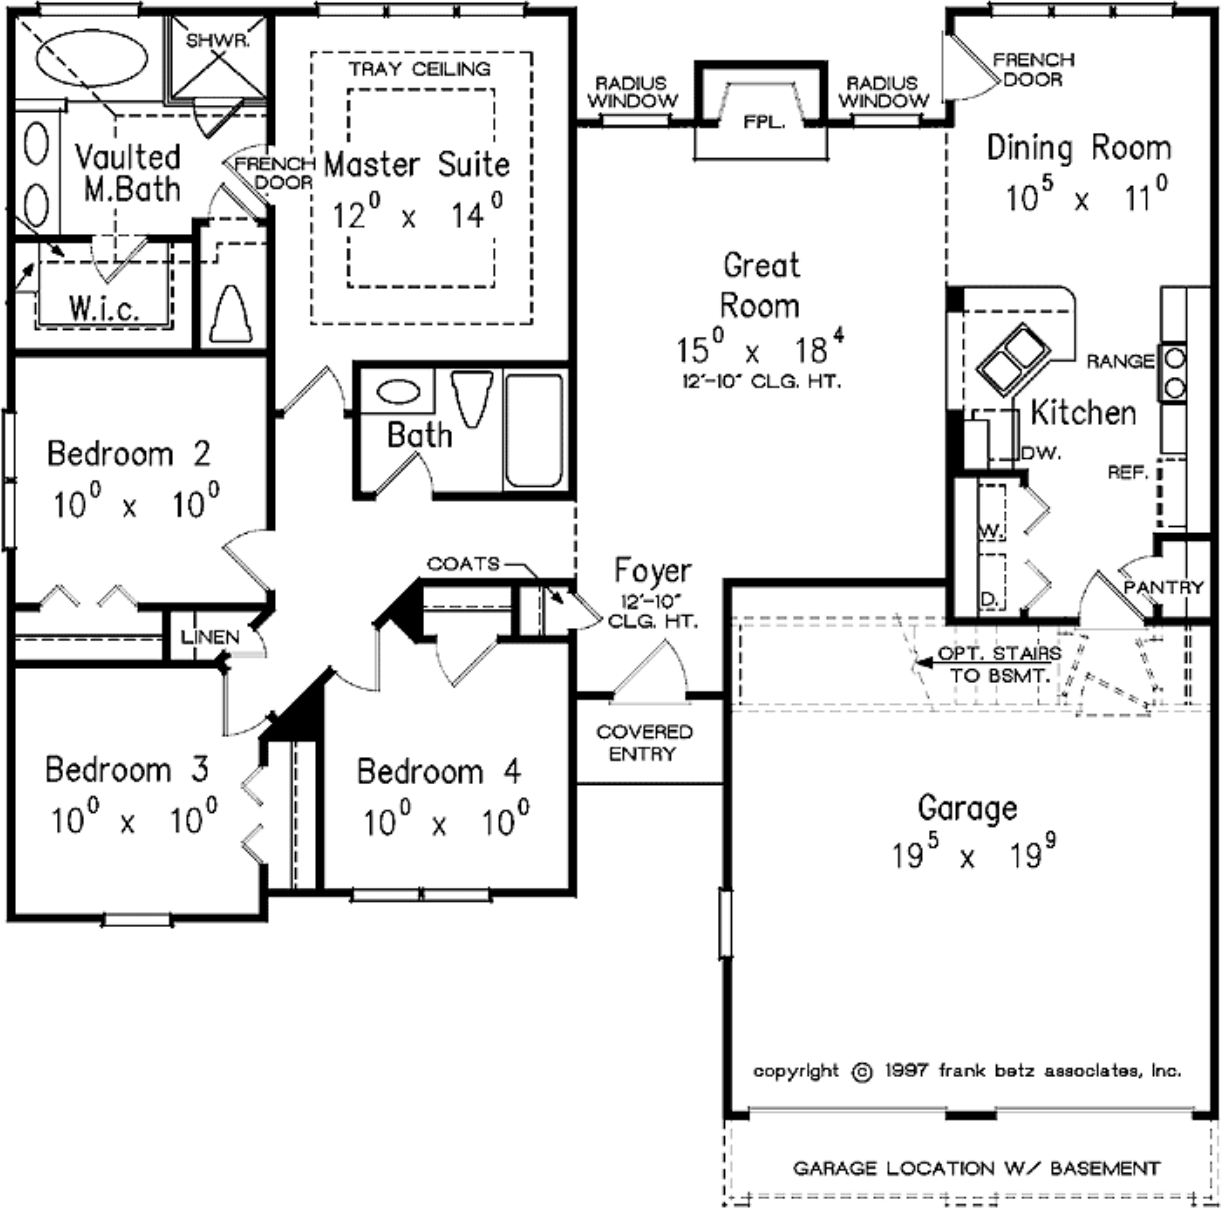 SHWR.
TRAY CEILING
Vaulted
M.Bath
FRENCH
DOOR
Master Suite
12⁰ x 14⁰
W.i.c.
RADIUS
WINDOW
FPL.
RADIUS
WINDOW
FRENCH
DOOR
Dining Room
10⁵ x 11⁰
Great
Room
15⁰ x 18⁴
12'-10" CLG. HT.
RANGE
Kitchen
DW.
REF.
W.
D.
PANTRY
Bath
Bedroom 2
10⁰ x 10⁰
COATS
Foyer
12'-10"
CLG. HT.
LINEN
OPT. STAIRS
TO BSMT.
COVERED
ENTRY
Bedroom 3
10⁰ x 10⁰
Bedroom 4
10⁰ x 10⁰
Garage
19⁵ x 19⁹
copyright © 1997 frank betz associates, inc.
GARAGE LOCATION W/ BASEMENT